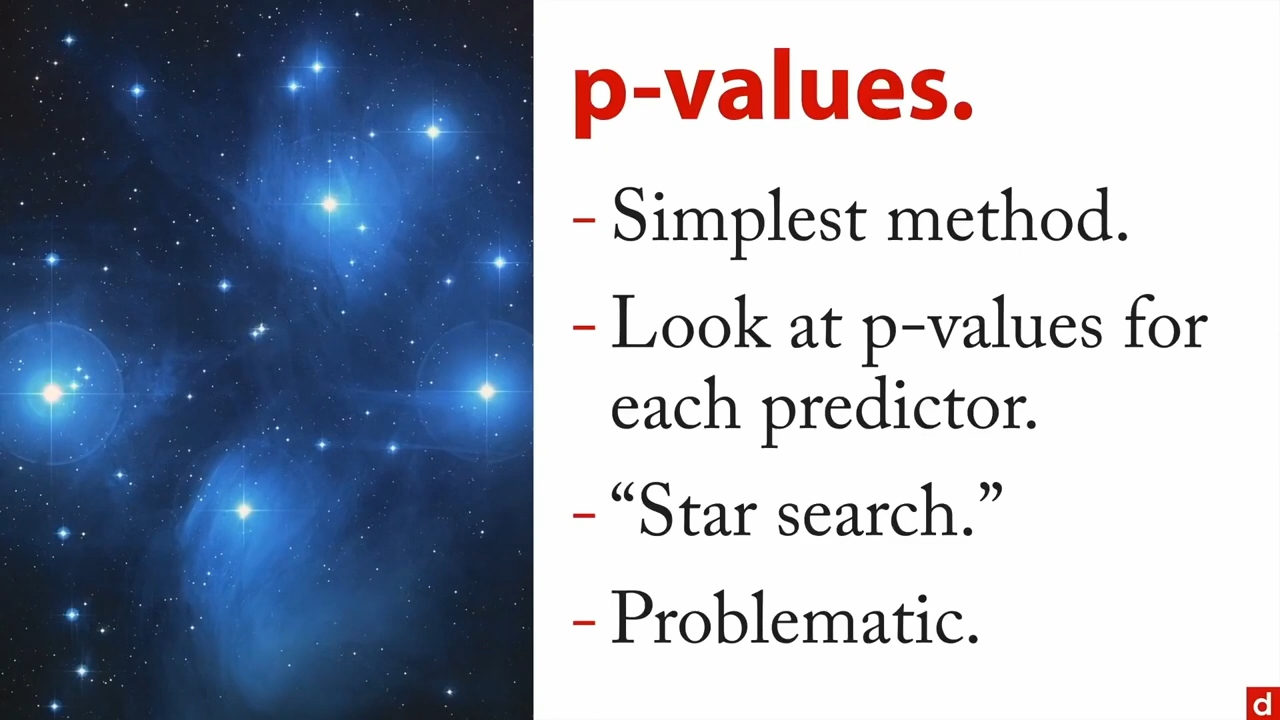 p-values.
- Simplest method.
- Look at p-values for
each predictor.
- “Star search.”
- Problematic.
d